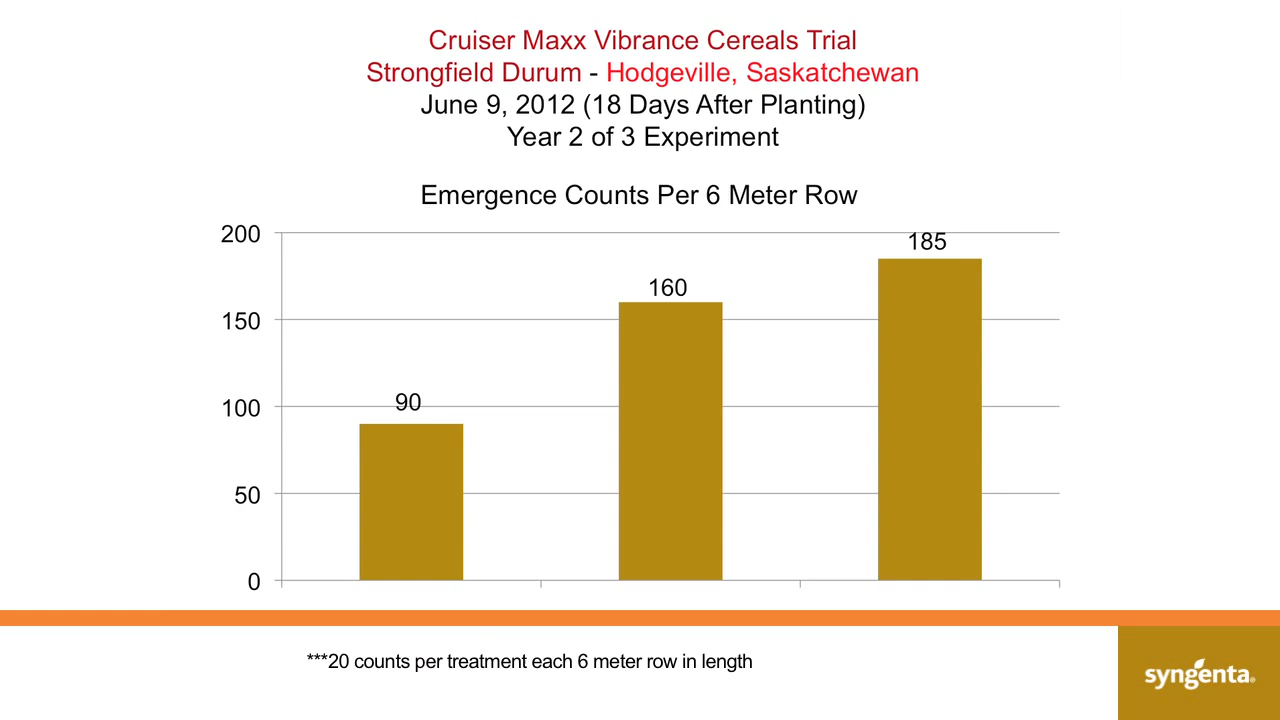 Cruiser Maxx Vibrance Cereals Trial
Strongfield Durum - Hodgeville, Saskatchewan
June 9, 2012 (18 Days After Planting)
Year 2 of 3 Experiment
Emergence Counts Per 6 Meter Row
200
150
100
50
0
90
160
185
***20 counts per treatment each 6 meter row in length
syngenta®